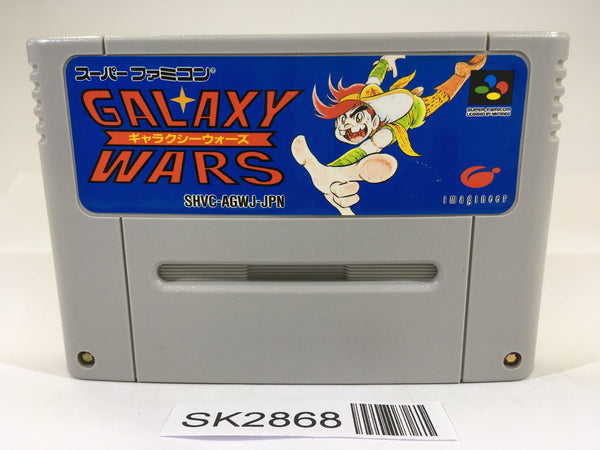 スーパーファミコン®
GALAXY
ギャラクシーウォーズ
WARS
SHVC-AGWJ-JPN
SUPER FAMICOM
LICENSED BY NINTENDO
imagineer
SK2868